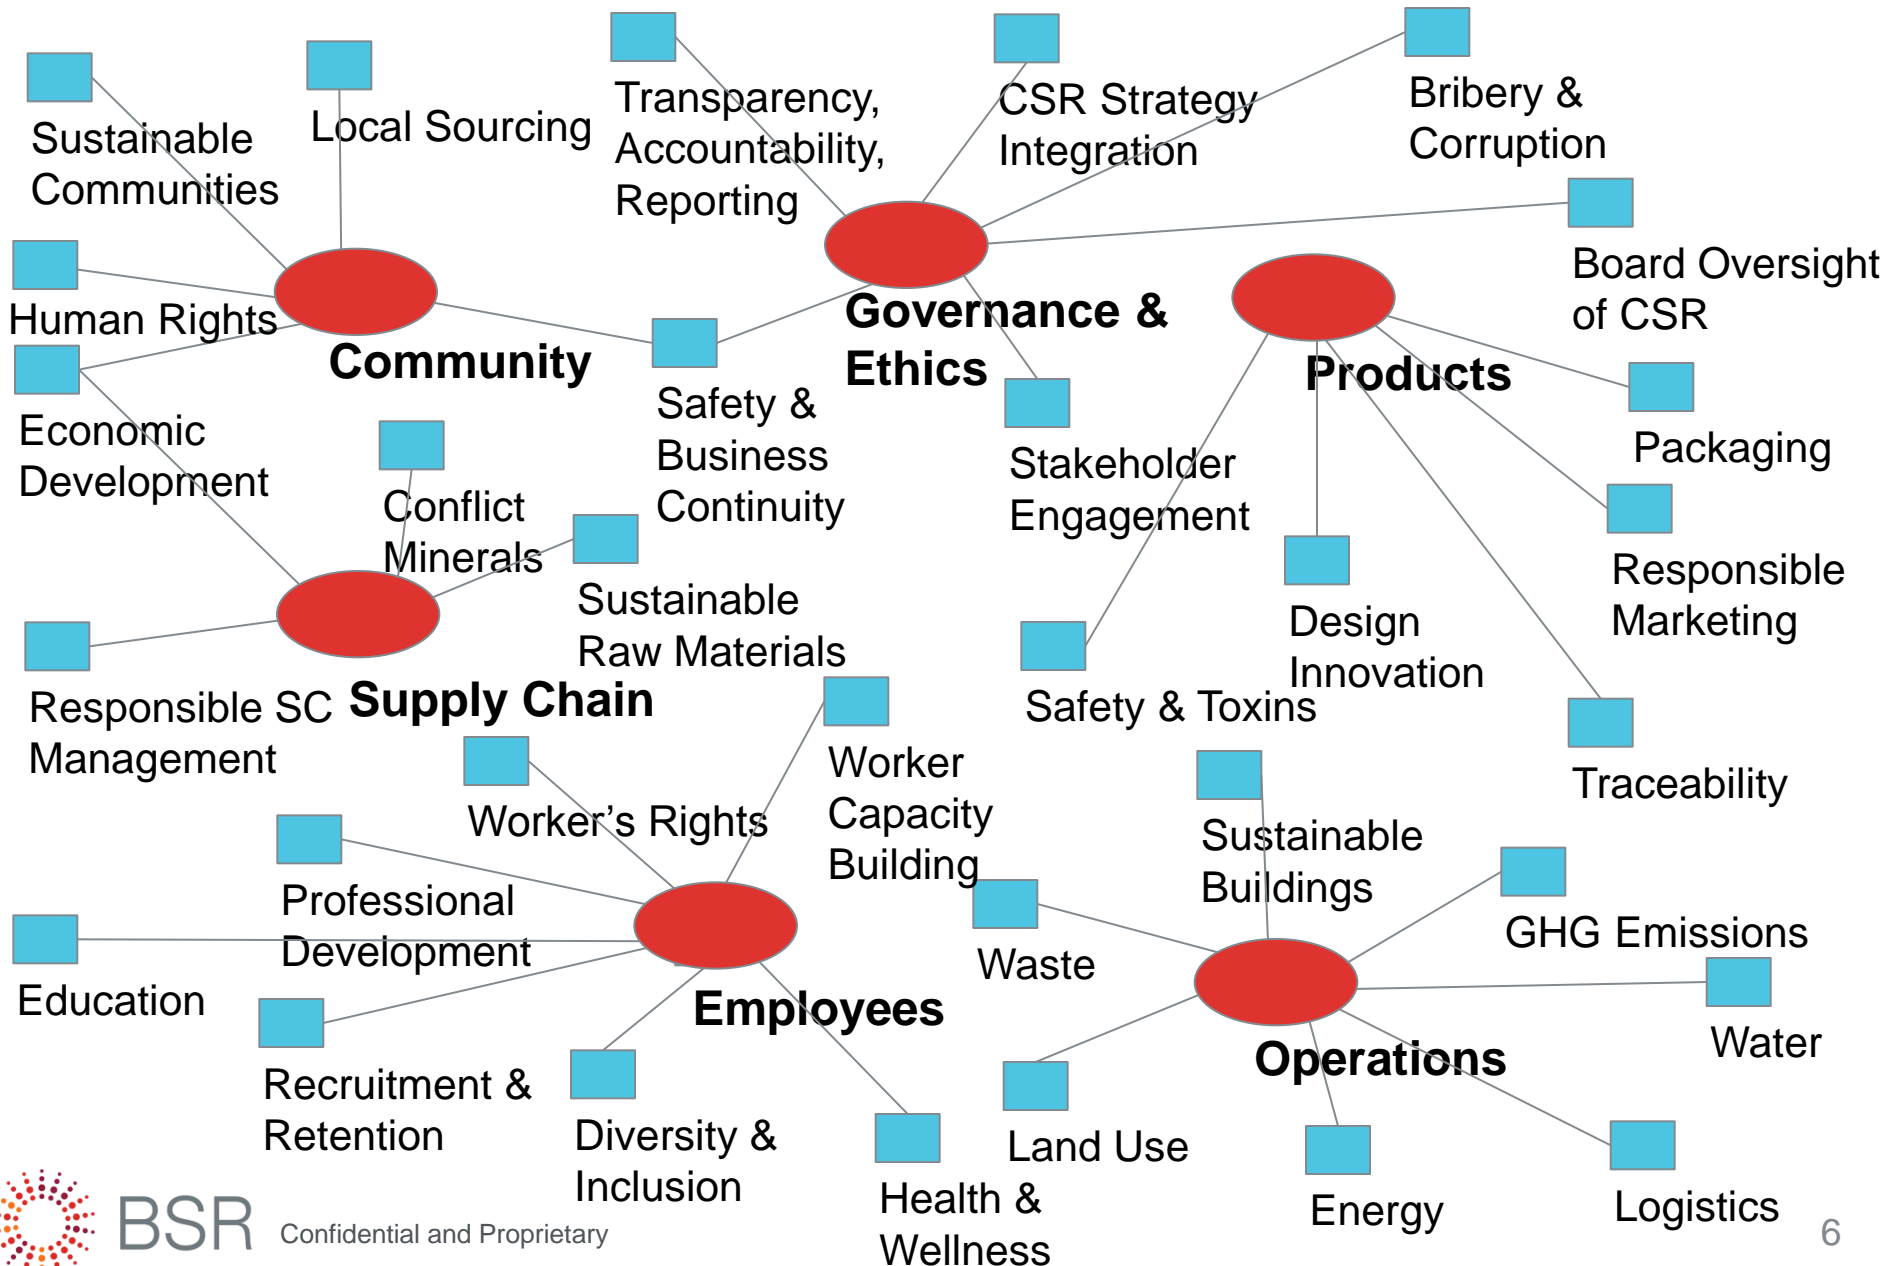 Sustainable
Communities
Local Sourcing
Transparency,
Accountability,
Reporting
CSR Strategy
Integration
Bribery &
Corruption
Board Oversight
of CSR
Human Rights
Community
Governance &
Ethics
Products
Economic
Development
Conflict
Minerals
Safety &
Business
Continuity
Stakeholder
Engagement
Packaging
Responsible
Marketing
Sustainable
Raw Materials
Design
Innovation
Safety & Toxins
Responsible SC
Management
Supply Chain
Traceability
Worker's Rights
Worker
Capacity
Building
Sustainable
Buildings
Professional
Development
GHG Emissions
Education
Waste
Employees
Water
Operations
Recruitment &
Retention
Diversity &
Inclusion
Land Use
Health &
Wellness
Energy
Logistics
BSR
Confidential and Proprietary
6